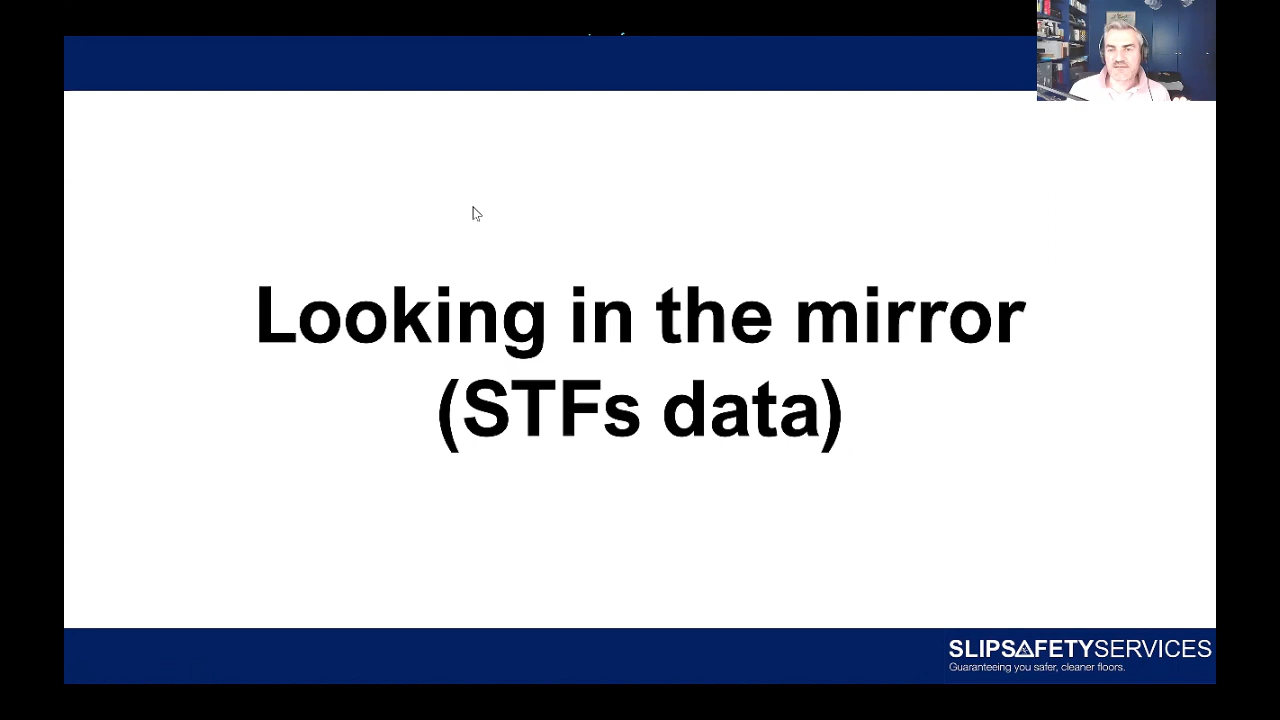 Looking in the mirror
(STFs data)
SLIPSAFETYSERVICES
Guaranteeing you safer, cleaner floors.